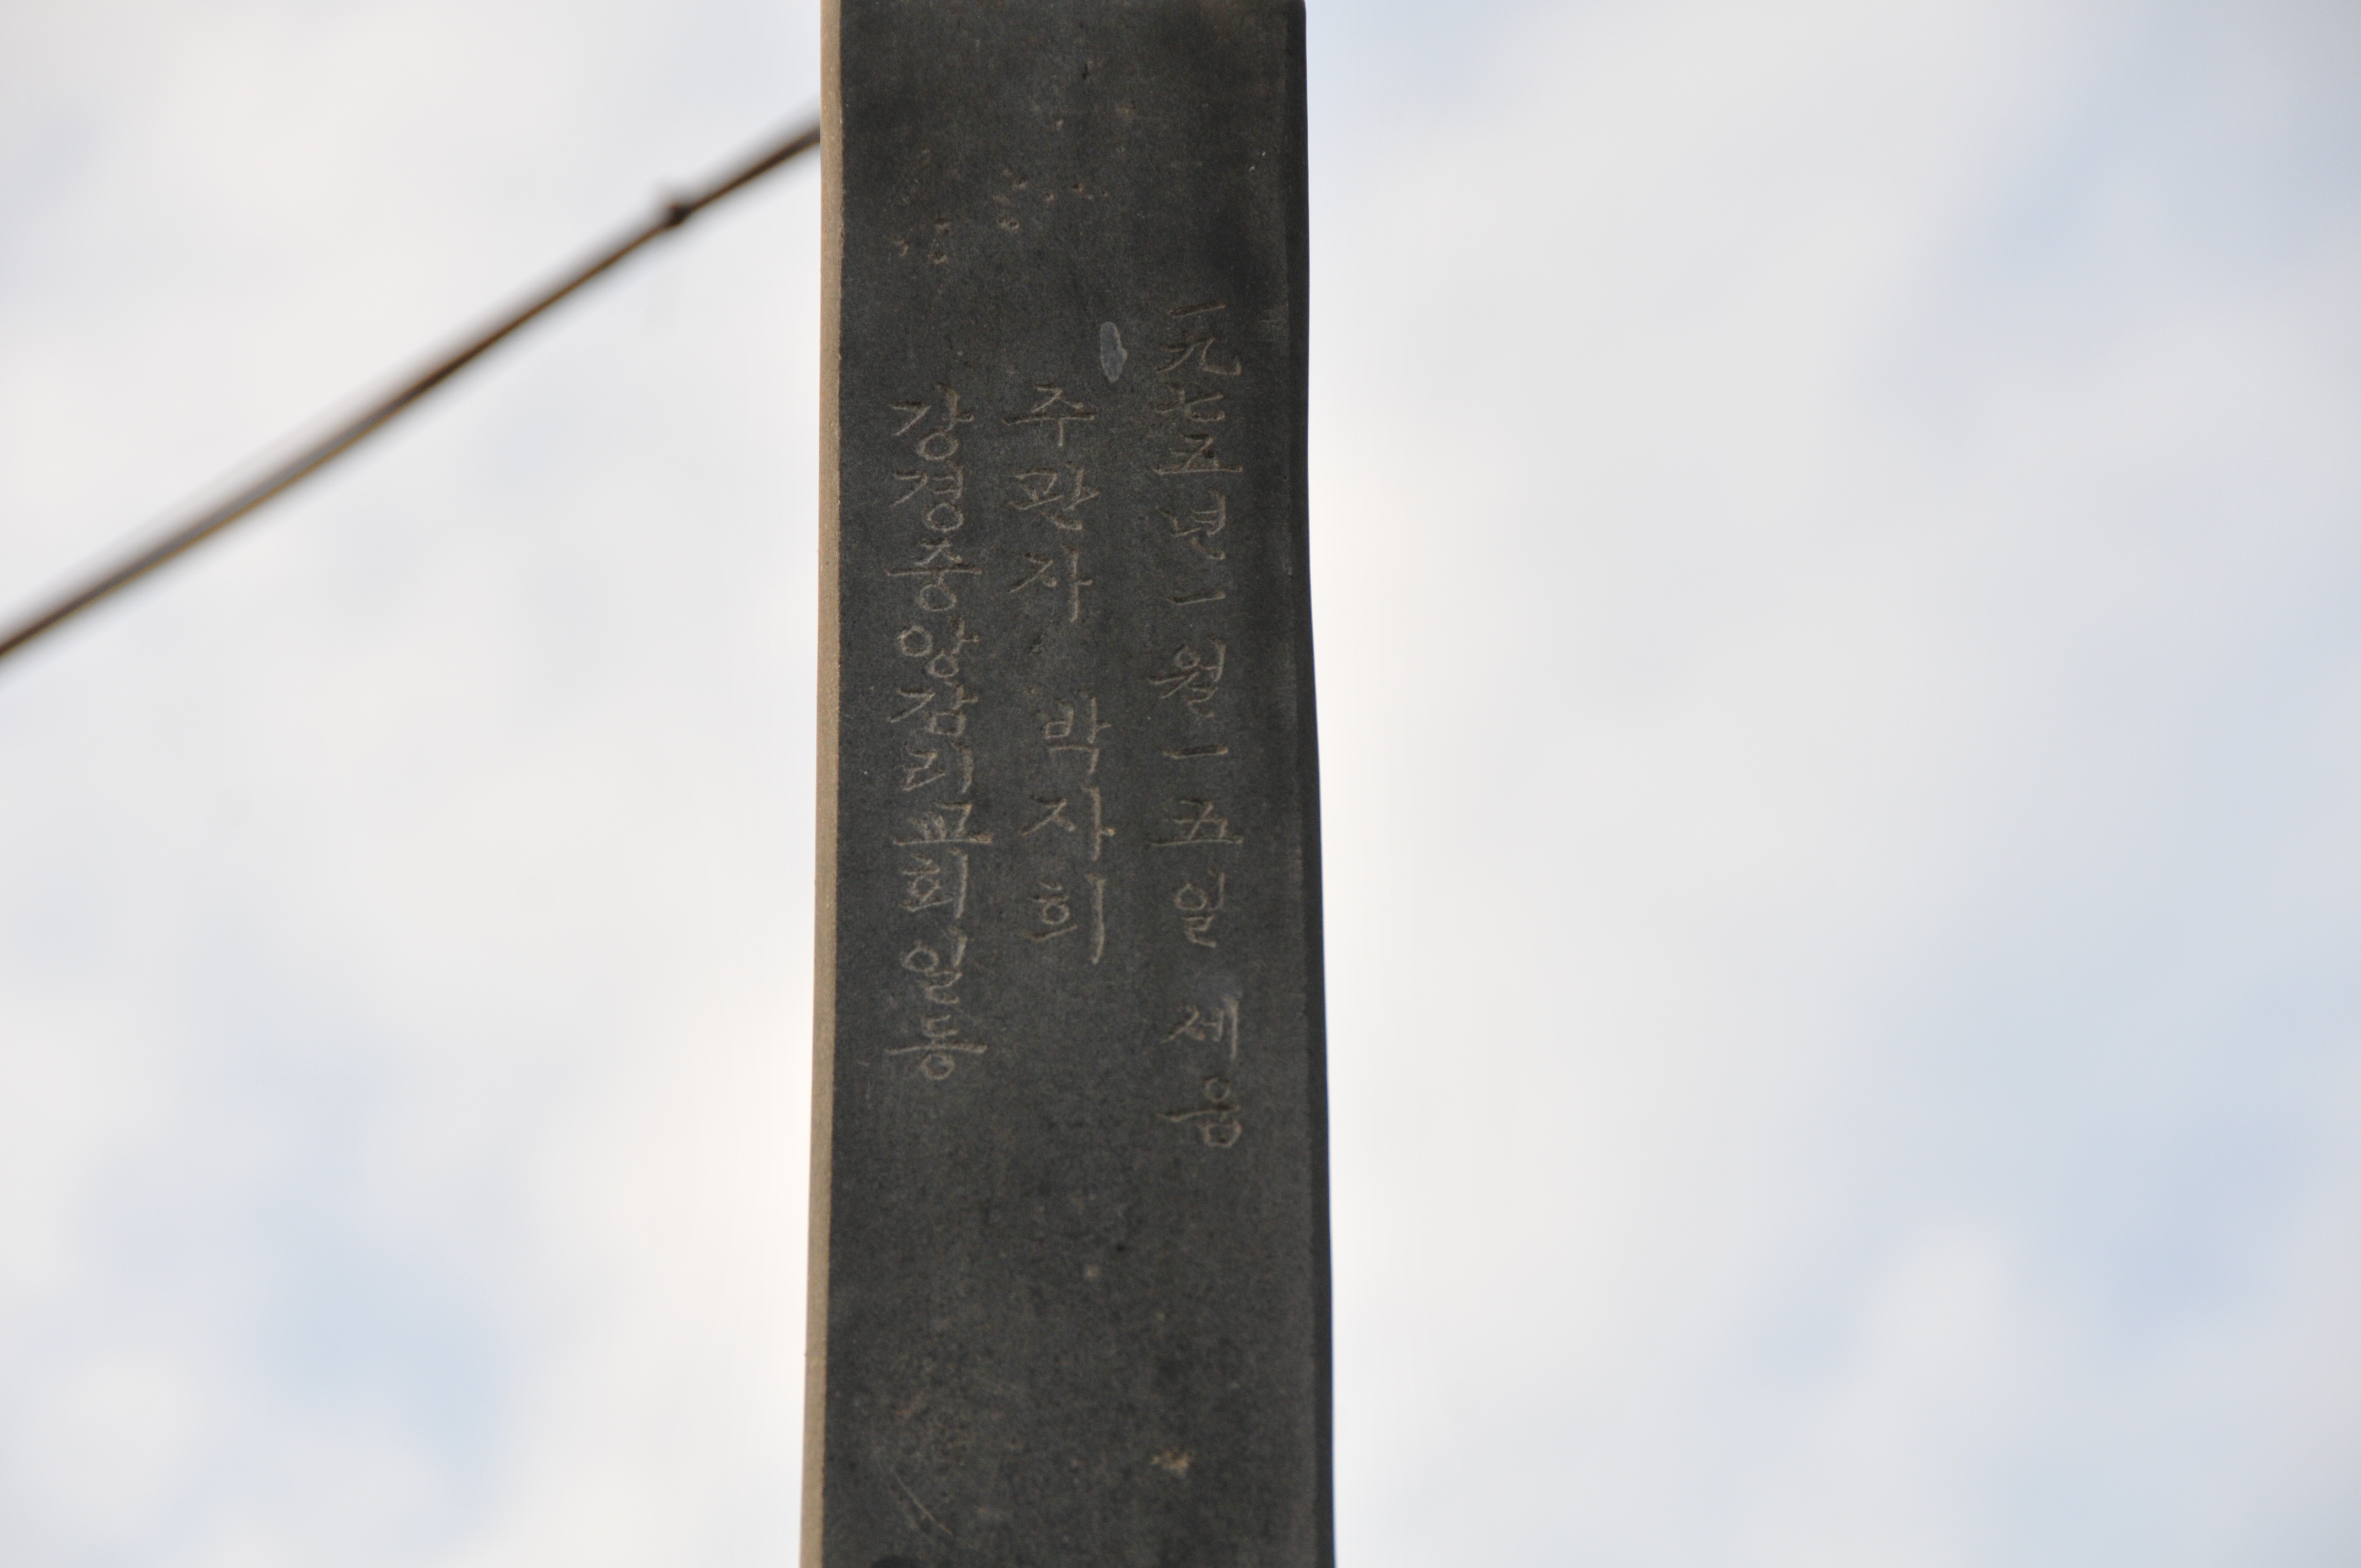 一九七五년 一월 一五일 세움
주관자 박자희
강경중앙감리교회일동